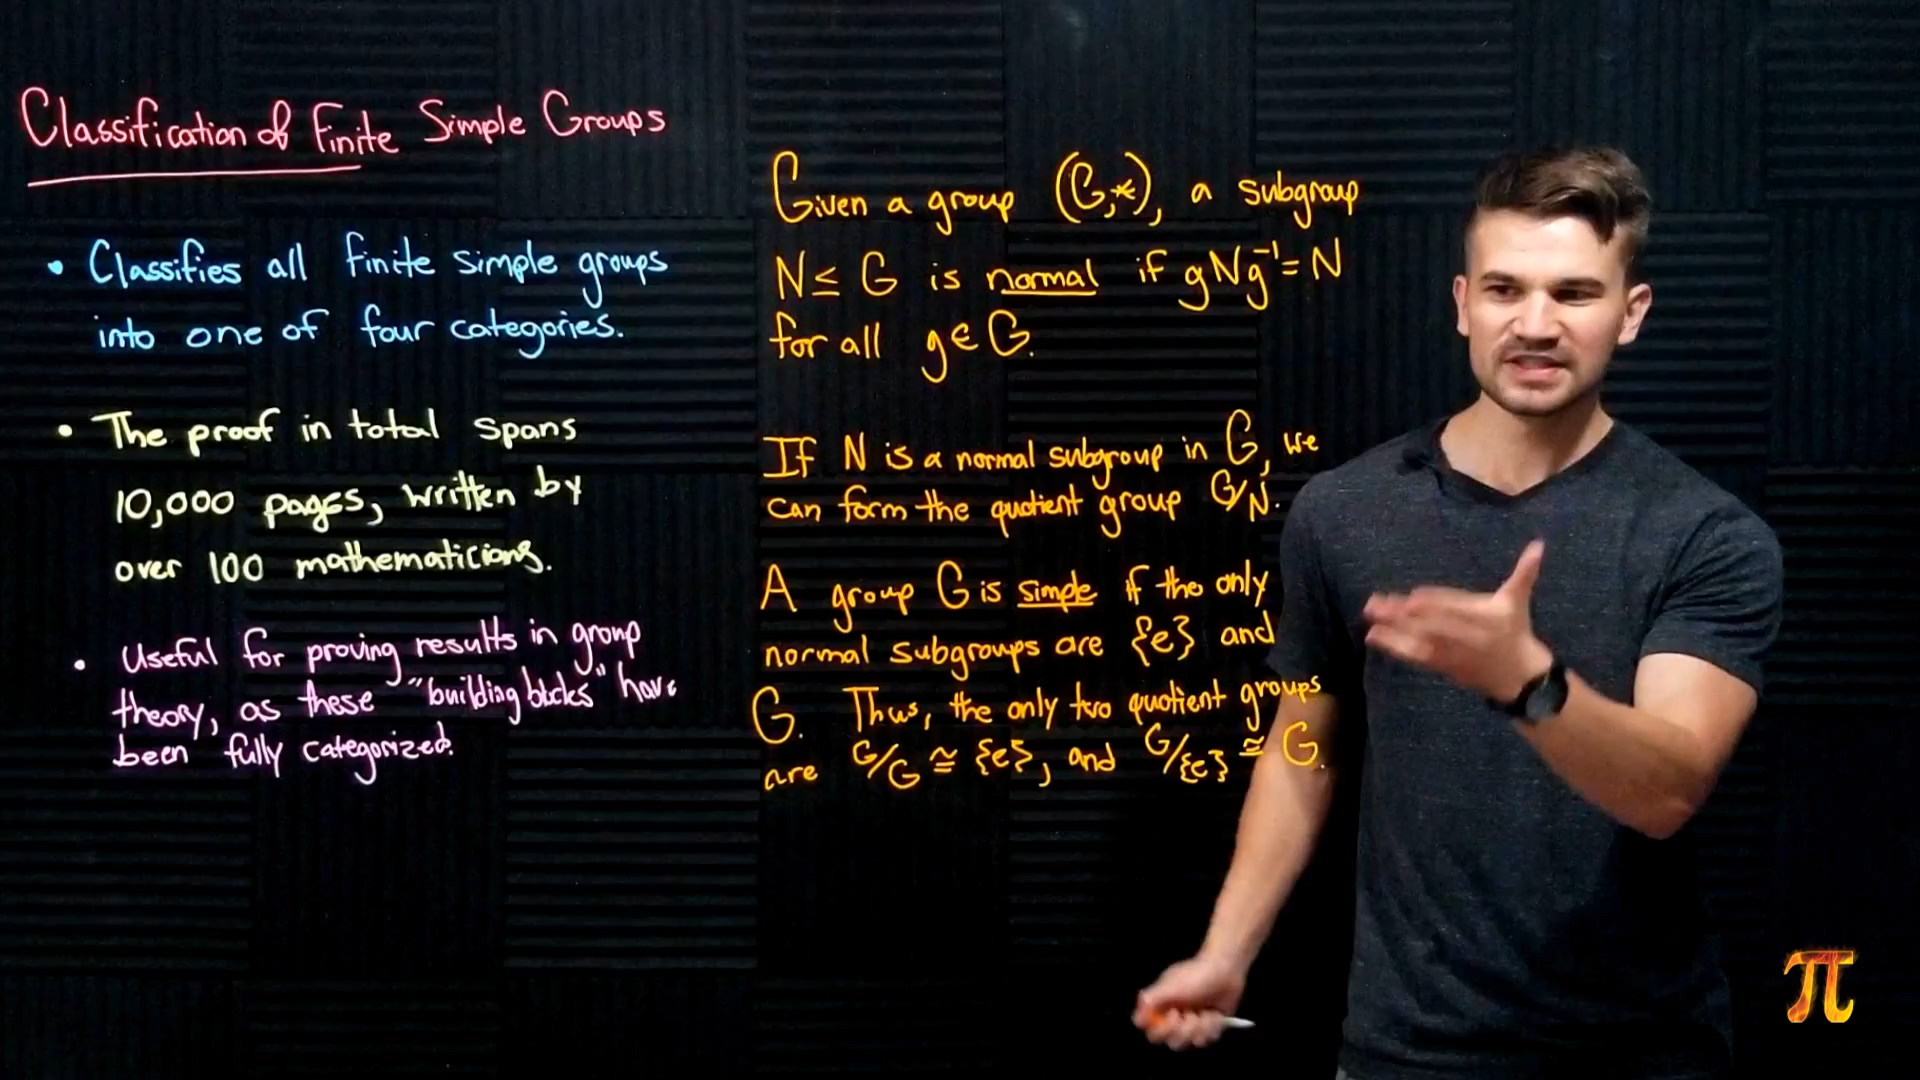 Classification of Finite Simple Groups
• Classifies all finite simple groups
into one of four categories.
• The proof in total spans
10,000 pages, written by
over 100 mathematicians.
• Useful for proving results in group
theory, as these "building blocks" have
been fully categorized.
Given a group (G,*), a subgroup
N ≤ G is normal if gNg⁻¹ = N
for all g ∈ G.
If N is a normal subgroup in G, we
can form the quotient group G/N.
A group G is simple if the only
normal subgroups are {e} and
G. Thus, the only two quotient groups
are G/G ≅ {e}, and G/{e} ≅ G.
π